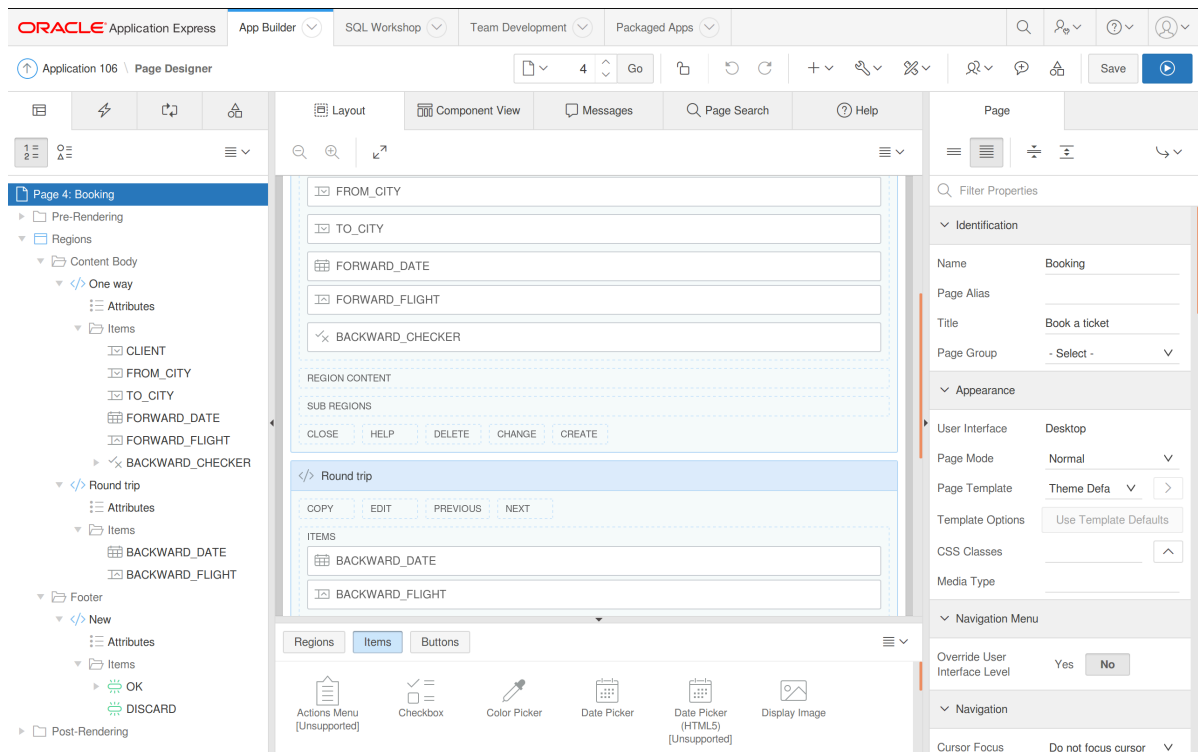 ORACLE Application Express
App Builder
SQL Workshop
Team Development
Packaged Apps
Application 106 \ Page Designer
4
Go
Save
Layout
Component View
Messages
Page Search
Help
Page
Page 4: Booking
Pre-Rendering
Regions
Content Body
One way
Attributes
Items
CLIENT
FROM_CITY
TO_CITY
FORWARD_DATE
FORWARD_FLIGHT
BACKWARD_CHECKER
Round trip
Attributes
Items
BACKWARD_DATE
BACKWARD_FLIGHT
Footer
New
Attributes
Items
OK
DISCARD
Post-Rendering
FROM_CITY
TO_CITY
FORWARD_DATE
FORWARD_FLIGHT
BACKWARD_CHECKER
REGION CONTENT
SUB REGIONS
CLOSE HELP DELETE CHANGE CREATE
Round trip
COPY EDIT PREVIOUS NEXT
ITEMS
BACKWARD_DATE
BACKWARD_FLIGHT
Regions Items Buttons
Actions Menu
[Unsupported]
Checkbox
Color Picker
Date Picker
Date Picker
(HTML5)
[Unsupported]
Display Image
Filter Properties
Identification
Name Booking
Page Alias
Title Book a ticket
Page Group - Select -
Appearance
User Interface Desktop
Page Mode Normal
Page Template Theme Defa
Template Options Use Template Defaults
CSS Classes
Media Type
Navigation Menu
Override User
Interface Level Yes No
Navigation
Cursor Focus Do not focus cursor